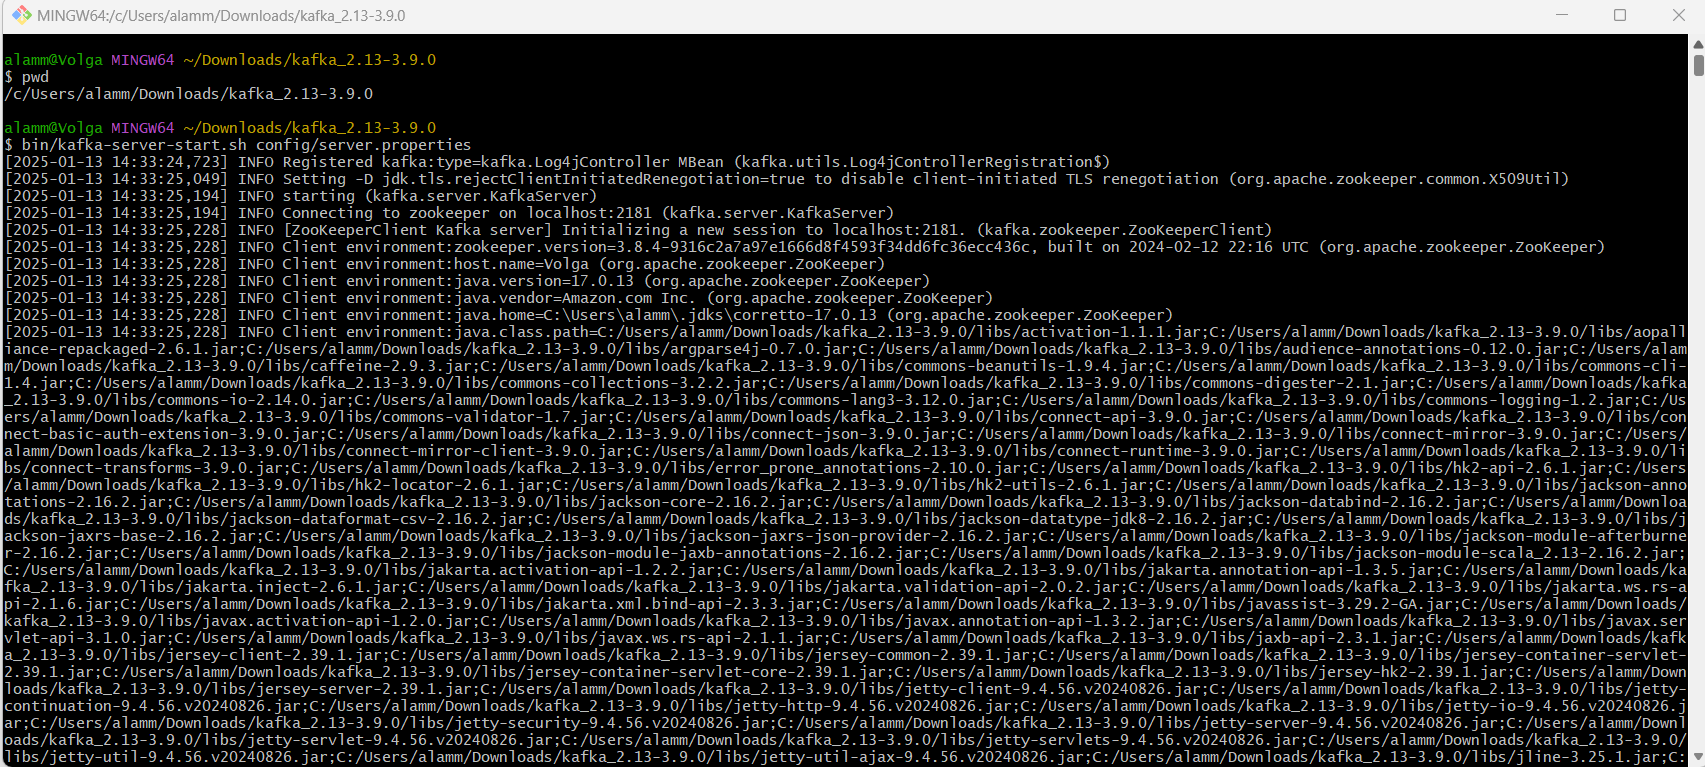 MINGW64:/c/Users/alamm/Downloads/kafka_2.13-3.9.0
alamm@Volga MINGW64 ~/Downloads/kafka_2.13-3.9.0
$ pwd
/c/Users/alamm/Downloads/kafka_2.13-3.9.0
alamm@Volga MINGW64 ~/Downloads/kafka_2.13-3.9.0
$ bin/kafka-server-start.sh config/server.properties
[2025-01-13 14:33:24,723] INFO Registered kafka:type=kafka.Log4jController MBean (kafka.utils.Log4jControllerRegistration$)
[2025-01-13 14:33:25,049] INFO Setting -D jdk.tls.rejectClientInitiatedRenegotiation=true to disable client-initiated TLS renegotiation (org.apache.zookeeper.common.X509Util)
[2025-01-13 14:33:25,194] INFO starting (kafka.server.KafkaServer)
[2025-01-13 14:33:25,194] INFO Connecting to zookeeper on localhost:2181 (kafka.server.KafkaServer)
[2025-01-13 14:33:25,228] INFO [ZooKeeperClient Kafka server] Initializing a new session to localhost:2181. (kafka.zookeeper.ZooKeeperClient)
[2025-01-13 14:33:25,228] INFO Client environment:zookeeper.version=3.8.4-9316c2a7a97e1666d8f4593f34dd6fc36ecc436c, built on 2024-02-12 22:16 UTC (org.apache.zookeeper.ZooKeeper)
[2025-01-13 14:33:25,228] INFO Client environment:host.name=Volga (org.apache.zookeeper.ZooKeeper)
[2025-01-13 14:33:25,228] INFO Client environment:java.version=17.0.13 (org.apache.zookeeper.ZooKeeper)
[2025-01-13 14:33:25,228] INFO Client environment:java.vendor=Amazon.com Inc. (org.apache.zookeeper.ZooKeeper)
[2025-01-13 14:33:25,228] INFO Client environment:java.home=C:\Users\alamm\.jdks\corretto-17.0.13 (org.apache.zookeeper.ZooKeeper)
[2025-01-13 14:33:25,228] INFO Client environment:java.class.path=C:/Users/alamm/Downloads/kafka_2.13-3.9.0/libs/activation-1.1.1.jar;C:/Users/alamm/Downloads/kafka_2.13-3.9.0/libs/aopall
iance-repackaged-2.6.1.jar;C:/Users/alamm/Downloads/kafka_2.13-3.9.0/libs/argparse4j-0.7.0.jar;C:/Users/alamm/Downloads/kafka_2.13-3.9.0/libs/audience-annotations-0.12.0.jar;C:/Users/alam
m/Downloads/kafka_2.13-3.9.0/libs/caffeine-2.9.3.jar;C:/Users/alamm/Downloads/kafka_2.13-3.9.0/libs/commons-beanutils-1.9.4.jar;C:/Users/alamm/Downloads/kafka_2.13-3.9.0/libs/commons-cli-
1.4.jar;C:/Users/alamm/Downloads/kafka_2.13-3.9.0/libs/commons-collections-3.2.2.jar;C:/Users/alamm/Downloads/kafka_2.13-3.9.0/libs/commons-digester-2.1.jar;C:/Users/alamm/Downloads/kafka
_2.13-3.9.0/libs/commons-io-2.14.0.jar;C:/Users/alamm/Downloads/kafka_2.13-3.9.0/libs/commons-lang3-3.12.0.jar;C:/Users/alamm/Downloads/kafka_2.13-3.9.0/libs/commons-logging-1.2.jar;C:/Us
ers/alamm/Downloads/kafka_2.13-3.9.0/libs/commons-validator-1.7.jar;C:/Users/alamm/Downloads/kafka_2.13-3.9.0/libs/connect-api-3.9.0.jar;C:/Users/alamm/Downloads/kafka_2.13-3.9.0/libs/con
nect-basic-auth-extension-3.9.0.jar;C:/Users/alamm/Downloads/kafka_2.13-3.9.0/libs/connect-json-3.9.0.jar;C:/Users/alamm/Downloads/kafka_2.13-3.9.0/libs/connect-mirror-3.9.0.jar;C:/Users/
alamm/Downloads/kafka_2.13-3.9.0/libs/connect-mirror-client-3.9.0.jar;C:/Users/alamm/Downloads/kafka_2.13-3.9.0/libs/connect-runtime-3.9.0.jar;C:/Users/alamm/Downloads/kafka_2.13-3.9.0/li
bs/connect-transforms-3.9.0.jar;C:/Users/alamm/Downloads/kafka_2.13-3.9.0/libs/error_prone_annotations-2.10.0.jar;C:/Users/alamm/Downloads/kafka_2.13-3.9.0/libs/hk2-api-2.6.1.jar;C:/Users
/alamm/Downloads/kafka_2.13-3.9.0/libs/hk2-locator-2.6.1.jar;C:/Users/alamm/Downloads/kafka_2.13-3.9.0/libs/hk2-utils-2.6.1.jar;C:/Users/alamm/Downloads/kafka_2.13-3.9.0/libs/jackson-anno
tations-2.16.2.jar;C:/Users/alamm/Downloads/kafka_2.13-3.9.0/libs/jackson-core-2.16.2.jar;C:/Users/alamm/Downloads/kafka_2.13-3.9.0/libs/jackson-databind-2.16.2.jar;C:/Users/alamm/Downloa
ds/kafka_2.13-3.9.0/libs/jackson-dataformat-csv-2.16.2.jar;C:/Users/alamm/Downloads/kafka_2.13-3.9.0/libs/jackson-datatype-jdk8-2.16.2.jar;C:/Users/alamm/Downloads/kafka_2.13-3.9.0/libs/j
ackson-jaxrs-base-2.16.2.jar;C:/Users/alamm/Downloads/kafka_2.13-3.9.0/libs/jackson-jaxrs-json-provider-2.16.2.jar;C:/Users/alamm/Downloads/kafka_2.13-3.9.0/libs/jackson-module-afterburne
r-2.16.2.jar;C:/Users/alamm/Downloads/kafka_2.13-3.9.0/libs/jackson-module-jaxb-annotations-2.16.2.jar;C:/Users/alamm/Downloads/kafka_2.13-3.9.0/libs/jackson-module-scala_2.13-2.16.2.jar;
C:/Users/alamm/Downloads/kafka_2.13-3.9.0/libs/jakarta.activation-api-1.2.2.jar;C:/Users/alamm/Downloads/kafka_2.13-3.9.0/libs/jakarta.annotation-api-1.3.5.jar;C:/Users/alamm/Downloads/ka
fka_2.13-3.9.0/libs/jakarta.inject-2.6.1.jar;C:/Users/alamm/Downloads/kafka_2.13-3.9.0/libs/jakarta.validation-api-2.0.2.jar;C:/Users/alamm/Downloads/kafka_2.13-3.9.0/libs/jakarta.ws.rs-a
pi-2.1.6.jar;C:/Users/alamm/Downloads/kafka_2.13-3.9.0/libs/jakarta.xml.bind-api-2.3.3.jar;C:/Users/alamm/Downloads/kafka_2.13-3.9.0/libs/javassist-3.29.2-GA.jar;C:/Users/alamm/Downloads/
kafka_2.13-3.9.0/libs/javax.activation-api-1.2.0.jar;C:/Users/alamm/Downloads/kafka_2.13-3.9.0/libs/javax.annotation-api-1.3.2.jar;C:/Users/alamm/Downloads/kafka_2.13-3.9.0/libs/javax.ser
vlet-api-3.1.0.jar;C:/Users/alamm/Downloads/kafka_2.13-3.9.0/libs/javax.ws.rs-api-2.1.1.jar;C:/Users/alamm/Downloads/kafka_2.13-3.9.0/libs/jaxb-api-2.3.1.jar;C:/Users/alamm/Downloads/kafk
a_2.13-3.9.0/libs/jersey-client-2.39.1.jar;C:/Users/alamm/Downloads/kafka_2.13-3.9.0/libs/jersey-common-2.39.1.jar;C:/Users/alamm/Downloads/kafka_2.13-3.9.0/libs/jersey-container-servlet-
2.39.1.jar;C:/Users/alamm/Downloads/kafka_2.13-3.9.0/libs/jersey-container-servlet-core-2.39.1.jar;C:/Users/alamm/Downloads/kafka_2.13-3.9.0/libs/jersey-hk2-2.39.1.jar;C:/Users/alamm/Down
loads/kafka_2.13-3.9.0/libs/jersey-server-2.39.1.jar;C:/Users/alamm/Downloads/kafka_2.13-3.9.0/libs/jetty-client-9.4.56.v20240826.jar;C:/Users/alamm/Downloads/kafka_2.13-3.9.0/libs/jetty-
continuation-9.4.56.v20240826.jar;C:/Users/alamm/Downloads/kafka_2.13-3.9.0/libs/jetty-http-9.4.56.v20240826.jar;C:/Users/alamm/Downloads/kafka_2.13-3.9.0/libs/jetty-io-9.4.56.v20240826.j
ar;C:/Users/alamm/Downloads/kafka_2.13-3.9.0/libs/jetty-security-9.4.56.v20240826.jar;C:/Users/alamm/Downloads/kafka_2.13-3.9.0/libs/jetty-server-9.4.56.v20240826.jar;C:/Users/alamm/Downl
oads/kafka_2.13-3.9.0/libs/jetty-servlet-9.4.56.v20240826.jar;C:/Users/alamm/Downloads/kafka_2.13-3.9.0/libs/jetty-servlets-9.4.56.v20240826.jar;C:/Users/alamm/Downloads/kafka_2.13-3.9.0/
libs/jetty-util-9.4.56.v20240826.jar;C:/Users/alamm/Downloads/kafka_2.13-3.9.0/libs/jetty-util-ajax-9.4.56.v20240826.jar;C:/Users/alamm/Downloads/kafka_2.13-3.9.0/libs/jline-3.25.1.jar;C: